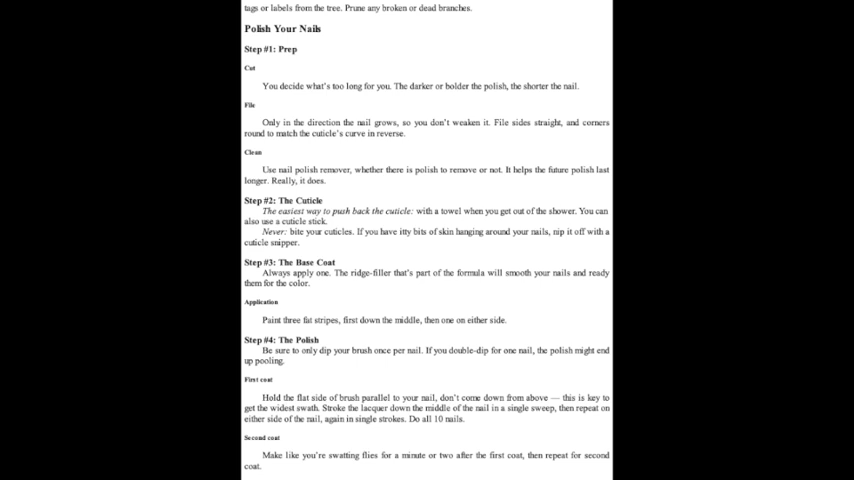 tags or labels from the tree. Prune any broken or dead branches.
Polish Your Nails
Step #1: Prep
Cut
You decide what's too long for you. The darker or bolder the polish, the shorter the nail.
File
Only in the direction the nail grows, so you don't weaken it. File sides straight, and corners
round to match the cuticle's curve in reverse.
Clean
Use nail polish remover, whether there is polish to remove or not. It helps the future polish last
longer. Really, it does.
Step #2: The Cuticle
The easiest way to push back the cuticle: with a towel when you get out of the shower. You can
also use a cuticle stick.
Never: bite your cuticles. If you have itty bits of skin hanging around your nails, nip it off with a
cuticle snipper.
Step #3: The Base Coat
Always apply one. The ridge-filler that's part of the formula will smooth your nails and ready
them for the color.
Application
Paint three fat stripes, first down the middle, then one on either side.
Step #4: The Polish
Be sure to only dip your brush once per nail. If you double-dip for one nail, the polish might end
up pooling.
First coat
Hold the flat side of brush parallel to your nail, don't come down from above — this is key to
get the widest swath. Stroke the lacquer down the middle of the nail in a single sweep, then repeat on
either side of the nail, again in single strokes. Do all 10 nails.
Second coat
Make like you're swatting flies for a minute or two after the first coat, then repeat for second
coat.